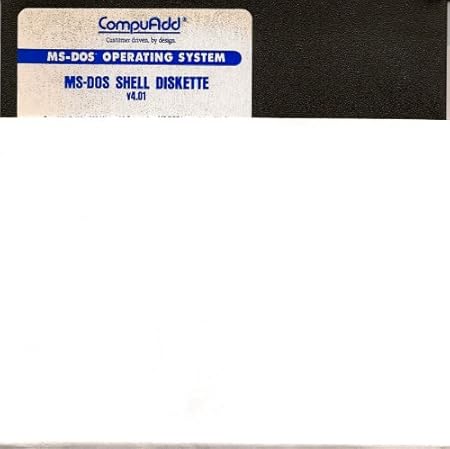 CompuAdd®
Customer driven, by design.
MS-DOS® OPERATING SYSTEM
MS-DOS SHELL DISKETTE
v4.01